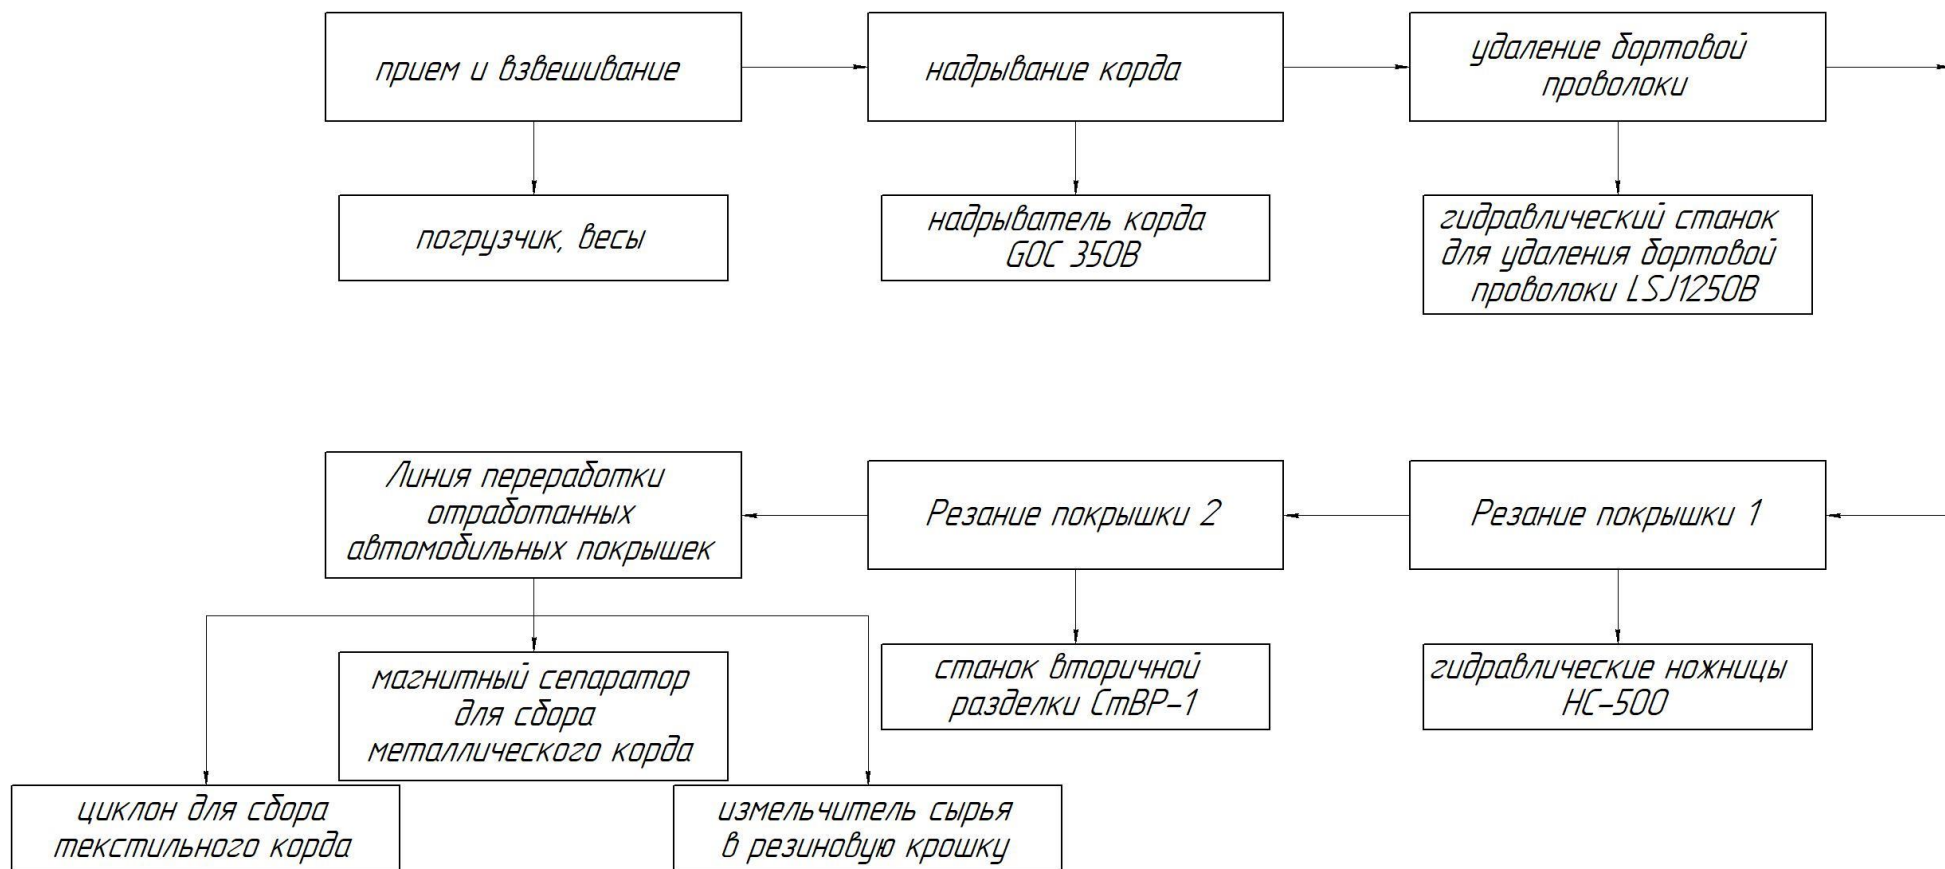 прием и взвешивание
надрывание корда
удаление бортовой
проволоки
погрузчик, весы
надрыватель корда
GOC 350B
гидравлический станок
для удаления бортовой
проволоки LSJ1250B
Линия переработки
отработанных
автомобильных покрышек
Резание покрышки 2
Резание покрышки 1
магнитный сепаратор
для сбора
металлического корда
станок вторичной
разделки СтВР-1
гидравлические ножницы
НС-500
циклон для сбора
текстильного корда
измельчитель сырья
в резиновую крошку